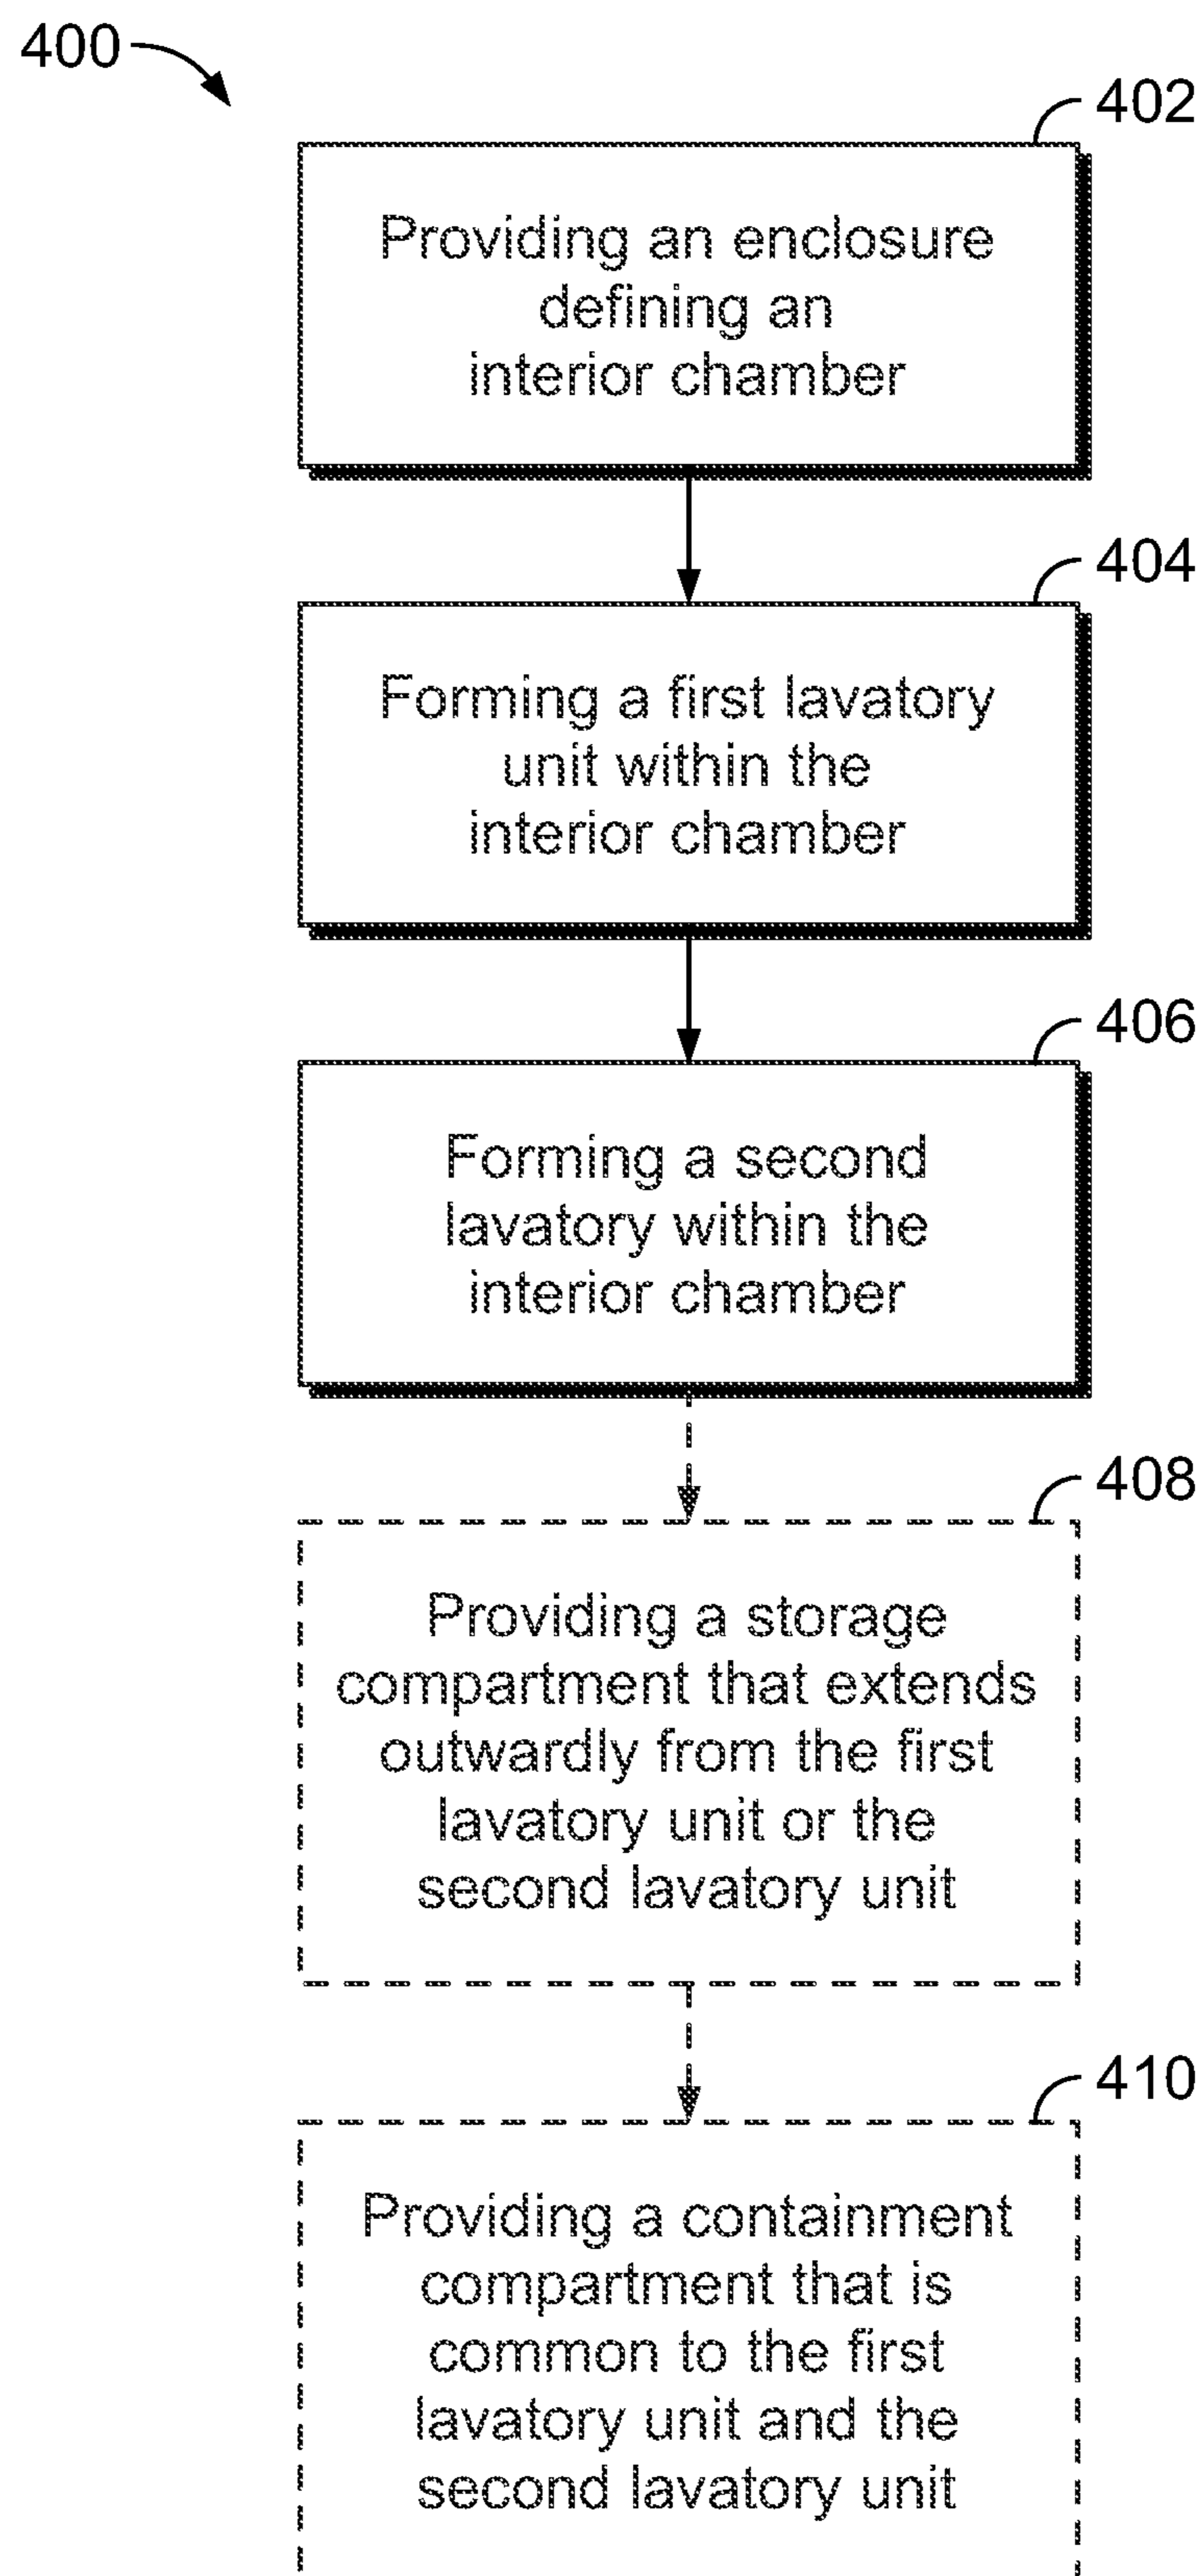 400
402
Providing an enclosure
defining an
interior chamber
404
Forming a first lavatory
unit within the
interior chamber
406
Forming a second
lavatory within the
interior chamber
408
Providing a storage
compartment that extends
outwardly from the first
lavatory unit or the
second lavatory unit
410
Providing a containment
compartment that is
common to the first
lavatory unit and the
second lavatory unit